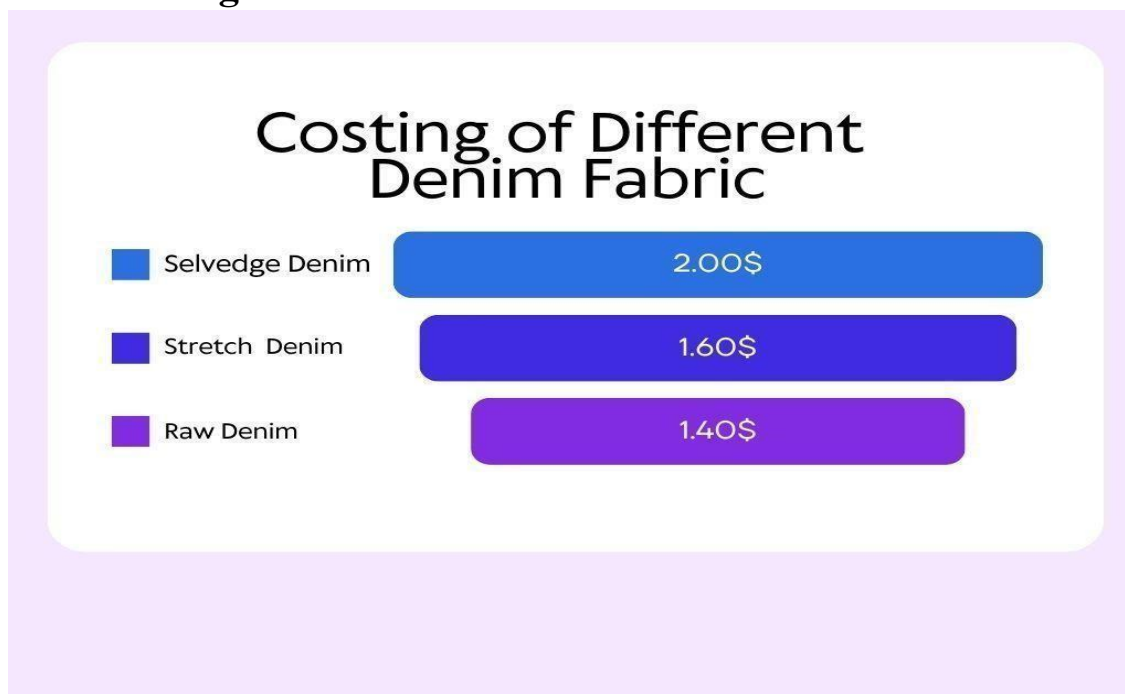 Costing of Different
Denim Fabric
Selvedge Denim
2.00$
Stretch Denim
1.60$
Raw Denim
1.40$